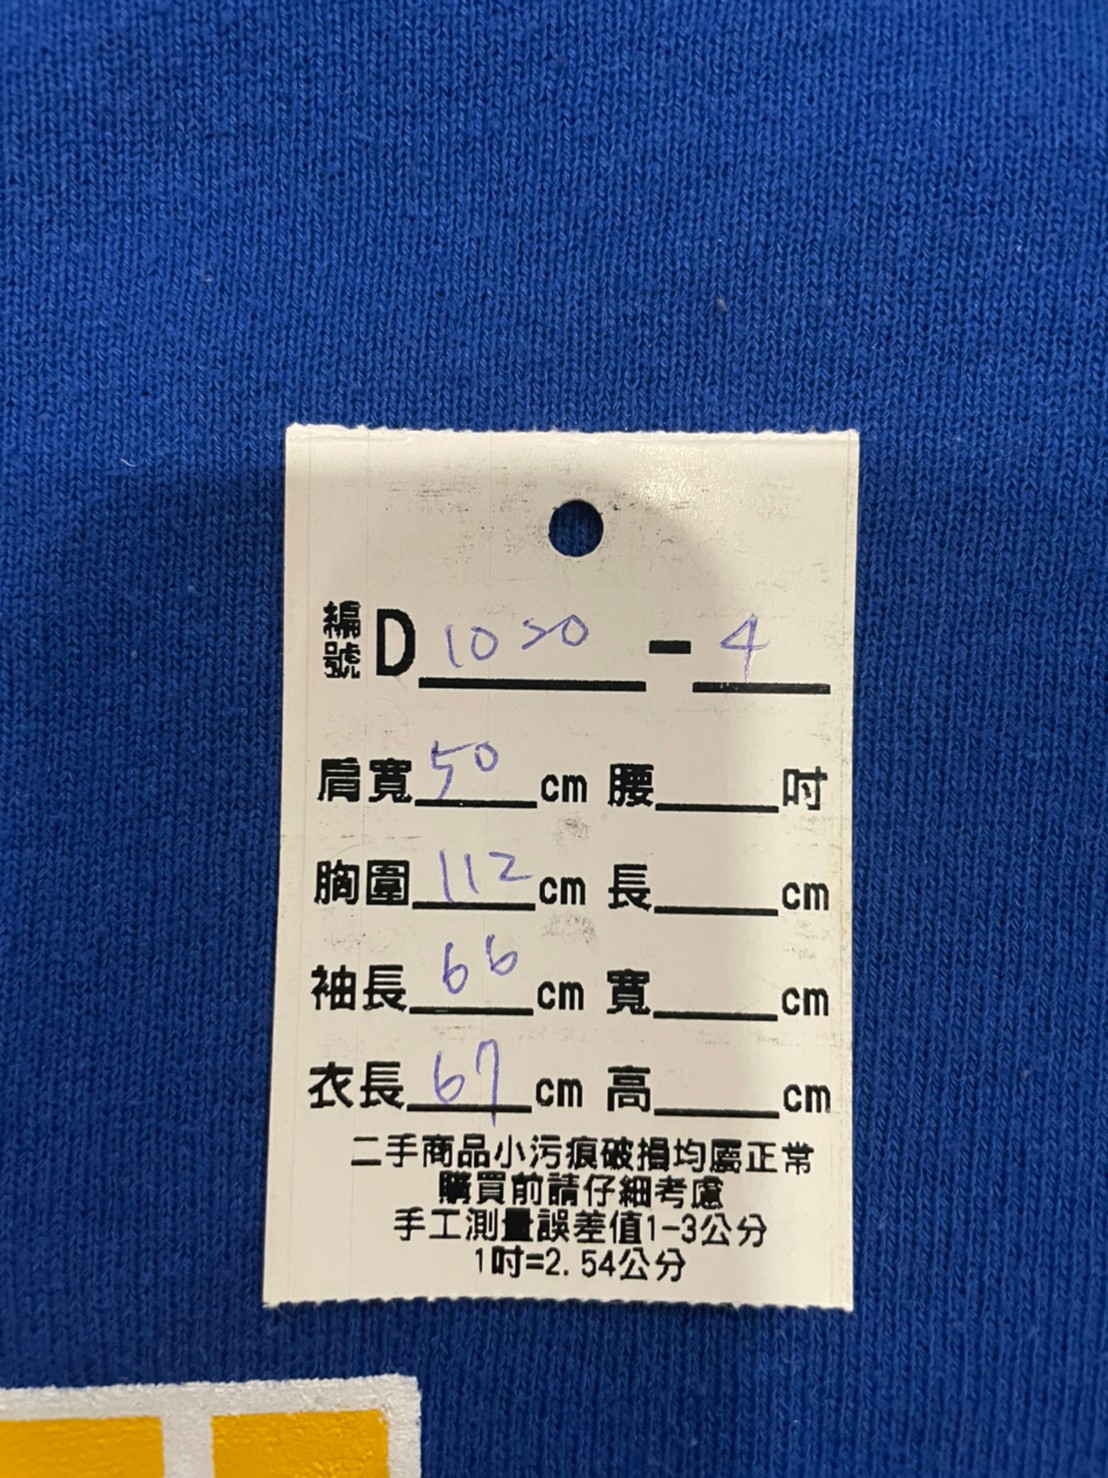 編號 D 1020 - 4
肩寬 50 cm 腰 吋
胸圍 112 cm 長 cm
袖長 66 cm 寬 cm
衣長 67 cm 高 cm
二手商品小污痕破損均屬正常
購買前請仔細考慮
手工測量誤差值1-3公分
1吋=2.54公分